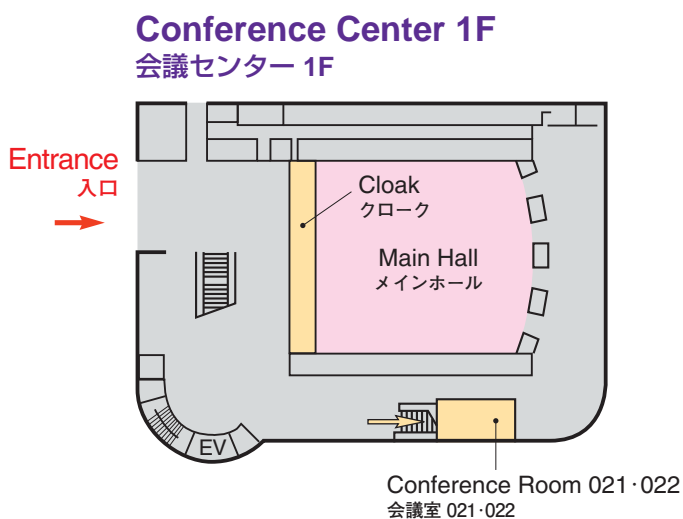 Conference Center 1F
会議センター 1F
Entrance
入口
Cloak
クローク
Main Hall
メインホール
EV
Conference Room 021·022
会議室 021·022